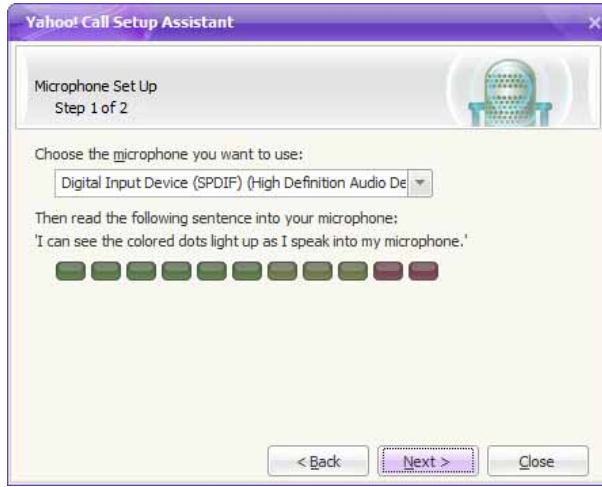 Yahoo! Call Setup Assistant
Microphone Set Up
Step 1 of 2
Choose the microphone you want to use:
Digital Input Device (SPDIF) (High Definition Audio De
Then read the following sentence into your microphone:
'I can see the colored dots light up as I speak into my microphone.'
< Back
Next >
Close